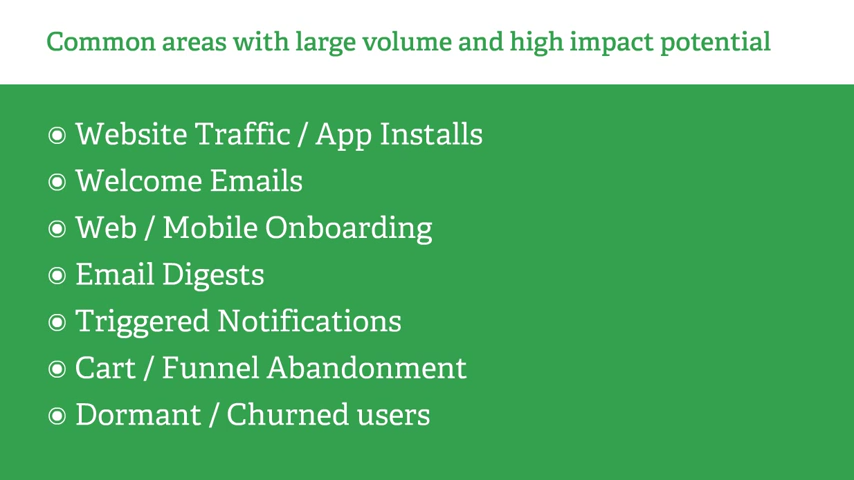 Common areas with large volume and high impact potential
◉ Website Traffic / App Installs
◉ Welcome Emails
◉ Web / Mobile Onboarding
◉ Email Digests
◉ Triggered Notifications
◉ Cart / Funnel Abandonment
◉ Dormant / Churned users